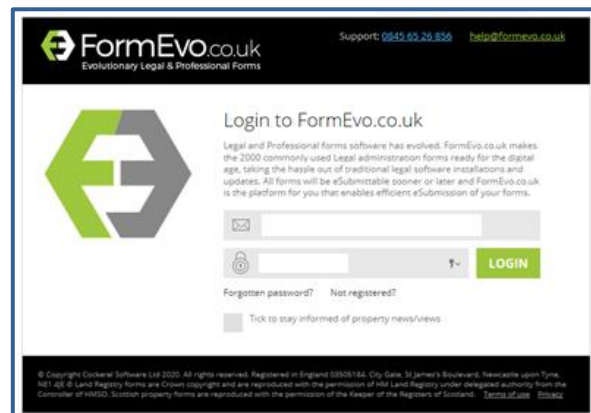 FormEvo.co.uk
Evolutionary Legal & Professional Forms
Support: 0845 65 26 856 help@formevo.co.uk
Login to FormEvo.co.uk
Legal and Professional forms software has evolved. FormEvo.co.uk makes
the 2000 commonly used Legal administration forms ready for the digital
age, taking the hassle out of traditional legal software installations and
updates. All forms will be eSubmittable sooner or later and FormEvo.co.uk
is the platform for you that enables efficient eSubmission of your forms.
LOGIN
Forgotten password? Not registered?
Tick to stay informed of property news/views
© Copyright Cockerel Software Ltd 2020. All rights reserved. Registered in England 03505184. City Gate, St James's Boulevard, Newcastle upon Tyne.
NE1 4JE © Land Registry forms are Crown copyright and are reproduced with the permission of HM Land Registry under delegated authority from the
Controller of HMSO. Scottish property forms are reproduced with the permission of the Keeper of the Registers of Scotland. Terms of use Privacy